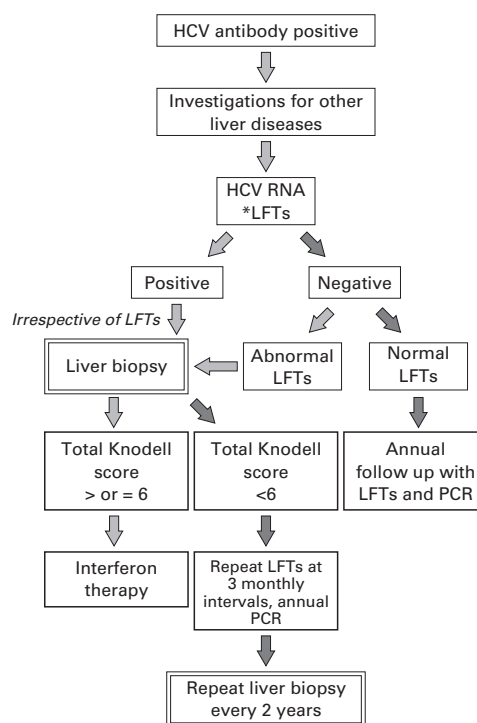 HCV antibody positive
Investigations for other
liver diseases
HCV RNA
*LFTs
Positive
Negative
Irrespective of LFTs
Liver biopsy
Abnormal
LFTs
Normal
LFTs
Total Knodell
score
> or = 6
Total Knodell
score
<6
Annual
follow up with
LFTs and PCR
Interferon
therapy
Repeat LFTs at
3 monthly
intervals, annual
PCR
Repeat liver biopsy
every 2 years